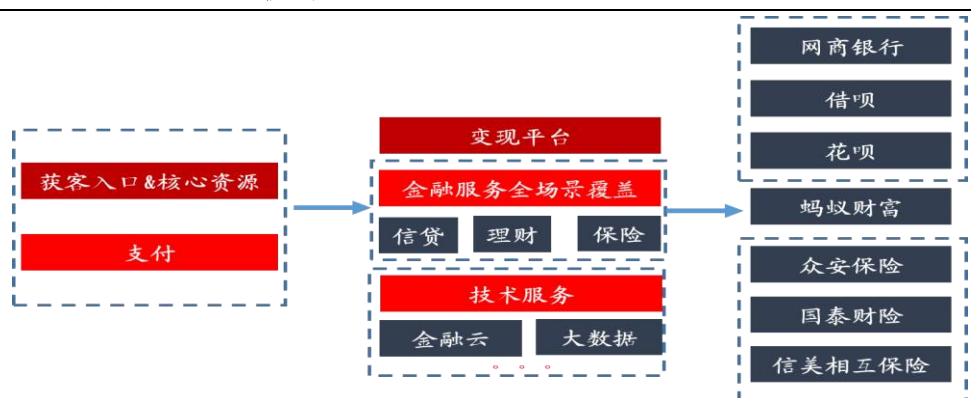 获客入口&核心资源
支付
变现平台
金融服务全场景覆盖
信贷
理财
保险
技术服务
金融云
大数据
。。。
网商银行
借呗
花呗
蚂蚁财富
众安保险
国泰财险
信美相互保险